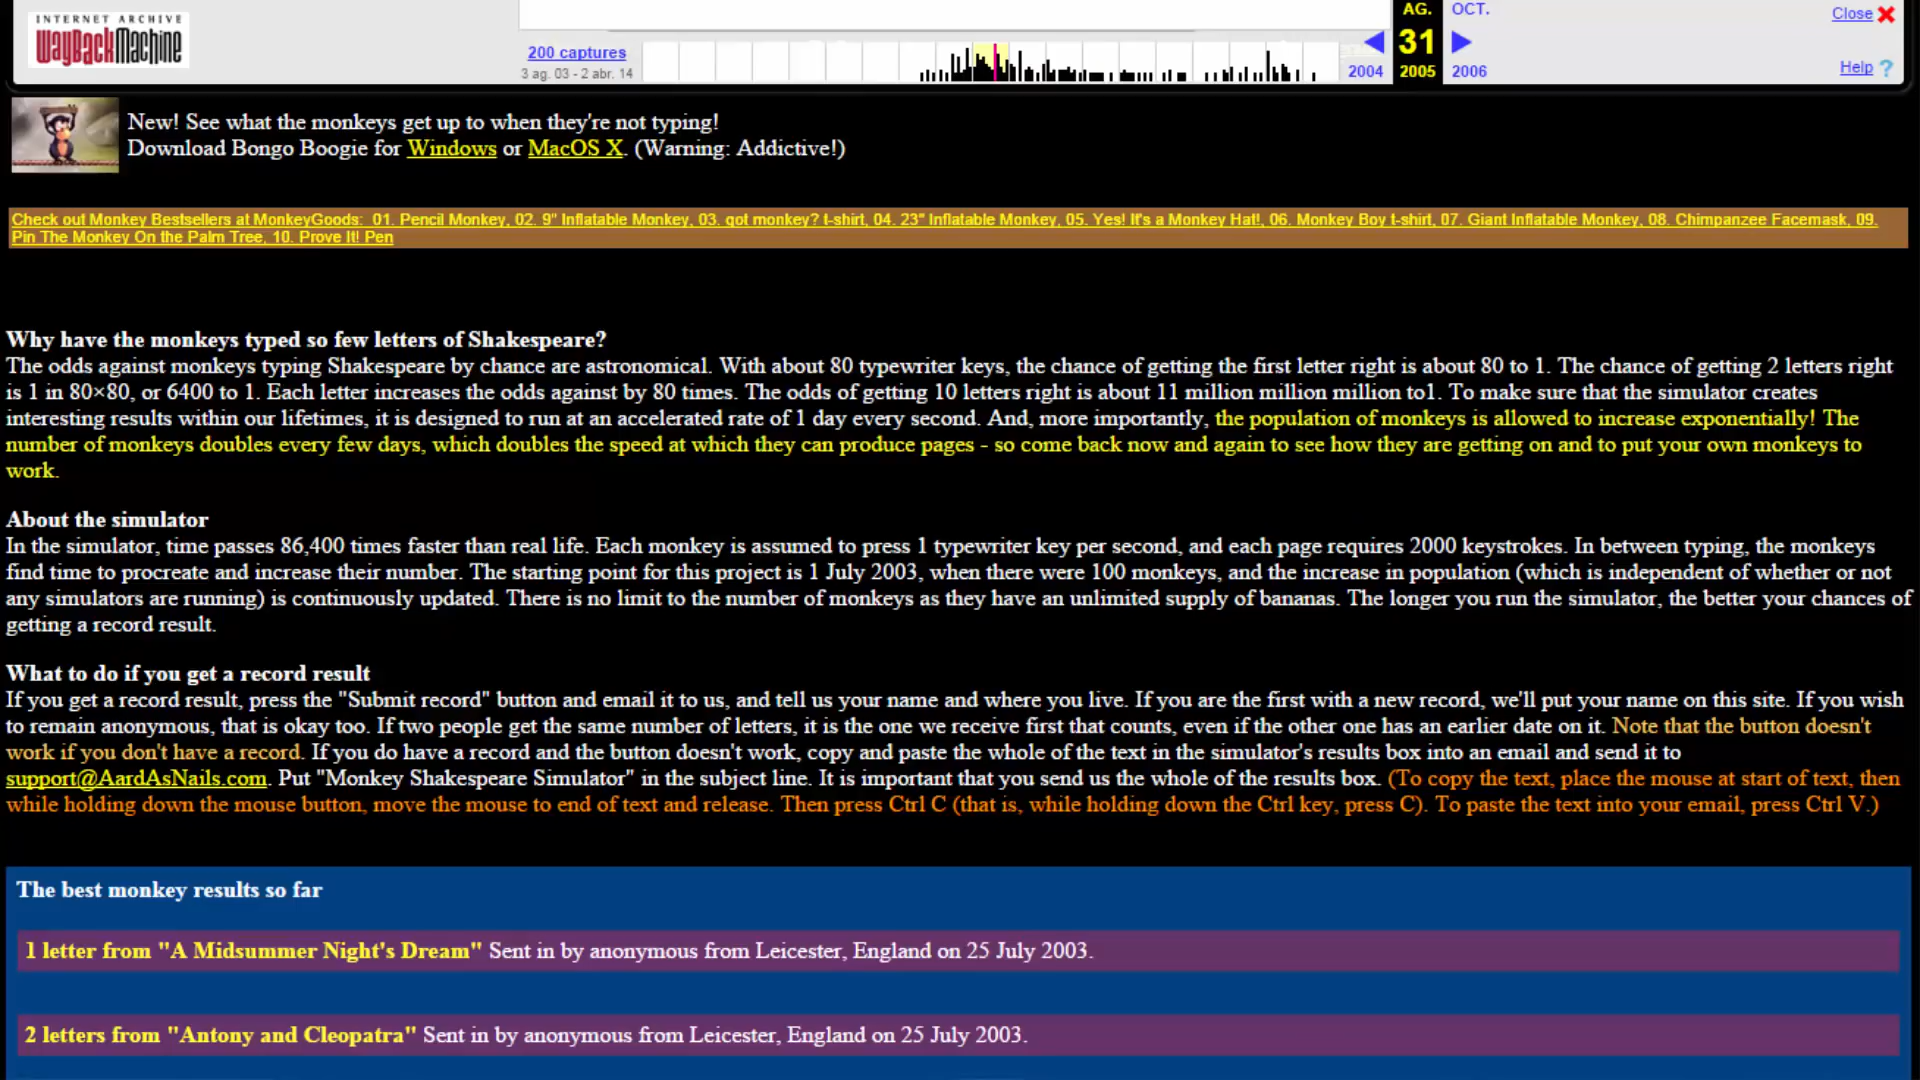 INTERNET ARCHIVE
WayBackMachine
200 captures
3 ag. 03 - 2 abr. 14
AG.
OCT.
31
2004
2005
2006
Close
Help ?
New! See what the monkeys get up to when they're not typing!
Download Bongo Boogie for Windows or MacOS X. (Warning: Addictive!)
Check out Monkey Bestsellers at MonkeyGoods: 01. Pencil Monkey, 02. 9" Inflatable Monkey, 03. got monkey? t-shirt, 04. 23" Inflatable Monkey, 05. Yes! It's a Monkey Hat!, 06. Monkey Boy t-shirt, 07. Giant Inflatable Monkey, 08. Chimpanzee Facemask, 09.
Pin The Monkey On the Palm Tree, 10. Prove It! Pen
Why have the monkeys typed so few letters of Shakespeare?
The odds against monkeys typing Shakespeare by chance are astronomical. With about 80 typewriter keys, the chance of getting the first letter right is about 80 to 1. The chance of getting 2 letters right
is 1 in 80×80, or 6400 to 1. Each letter increases the odds against by 80 times. The odds of getting 10 letters right is about 11 million million million to1. To make sure that the simulator creates
interesting results within our lifetimes, it is designed to run at an accelerated rate of 1 day every second. And, more importantly, the population of monkeys is allowed to increase exponentially! The
number of monkeys doubles every few days, which doubles the speed at which they can produce pages - so come back now and again to see how they are getting on and to put your own monkeys to
work.
About the simulator
In the simulator, time passes 86,400 times faster than real life. Each monkey is assumed to press 1 typewriter key per second, and each page requires 2000 keystrokes. In between typing, the monkeys
find time to procreate and increase their number. The starting point for this project is 1 July 2003, when there were 100 monkeys, and the increase in population (which is independent of whether or not
any simulators are running) is continuously updated. There is no limit to the number of monkeys as they have an unlimited supply of bananas. The longer you run the simulator, the better your chances of
getting a record result.
What to do if you get a record result
If you get a record result, press the "Submit record" button and email it to us, and tell us your name and where you live. If you are the first with a new record, we'll put your name on this site. If you wish
to remain anonymous, that is okay too. If two people get the same number of letters, it is the one we receive first that counts, even if the other one has an earlier date on it. Note that the button doesn't
work if you don't have a record. If you do have a record and the button doesn't work, copy and paste the whole of the text in the simulator's results box into an email and send it to
support@AardAsNails.com. Put "Monkey Shakespeare Simulator" in the subject line. It is important that you send us the whole of the results box. (To copy the text, place the mouse at start of text, then
while holding down the mouse button, move the mouse to end of text and release. Then press Ctrl C (that is, while holding down the Ctrl key, press C). To paste the text into your email, press Ctrl V.)
The best monkey results so far
1 letter from "A Midsummer Night's Dream" Sent in by anonymous from Leicester, England on 25 July 2003.
2 letters from "Antony and Cleopatra" Sent in by anonymous from Leicester, England on 25 July 2003.